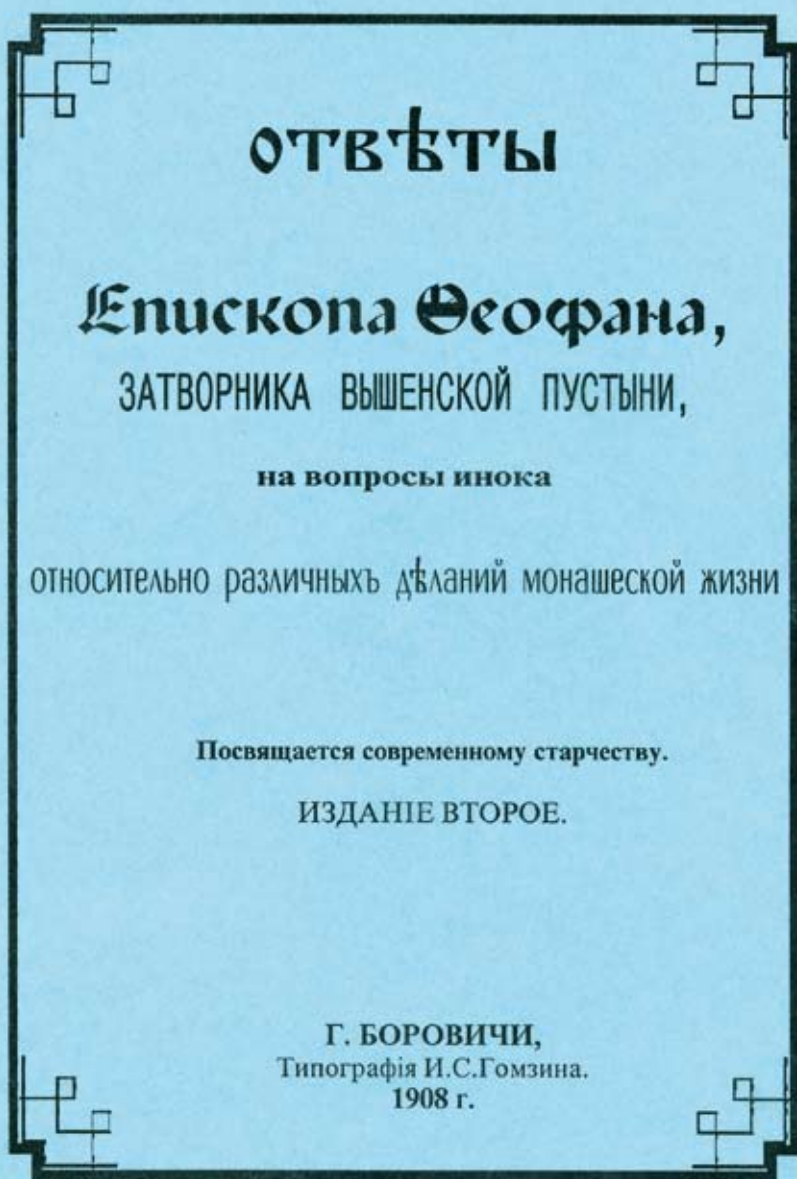 ОТВѢТЫ
Епископа Ѳеофана,
ЗАТВОРНИКА ВЫШЕНСКОЙ ПУСТЫНИ,
на вопросы инока
относительно различныхъ дѣланий монашеской жизни
Посвящается современному старчеству.
ИЗДАНІЕ ВТОРОЕ.
Г. БОРОВИЧИ,
Типографія И.С.Гомзина.
1908 г.